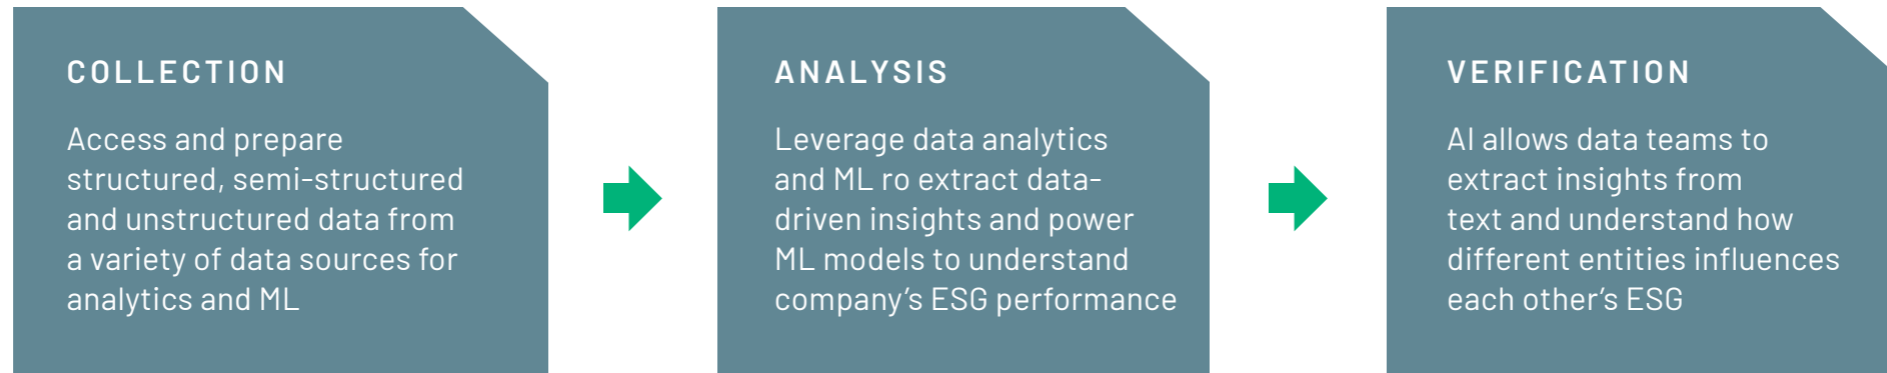 COLLECTION
Access and prepare
structured, semi-structured
and unstructured data from
a variety of data sources for
analytics and ML
ANALYSIS
Leverage data analytics
and ML ro extract data-
driven insights and power
ML models to understand
company's ESG performance
VERIFICATION
AI allows data teams to
extract insights from
text and understand how
different entities influences
each other's ESG